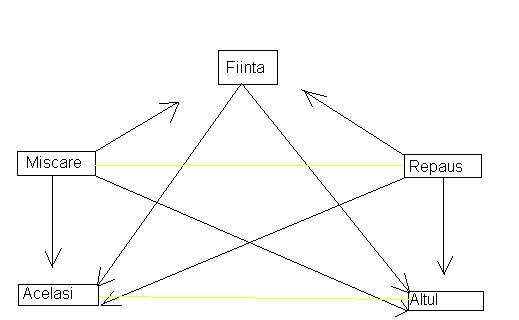 Fiinta
Miscare
Repaus
Acelasi
Altul